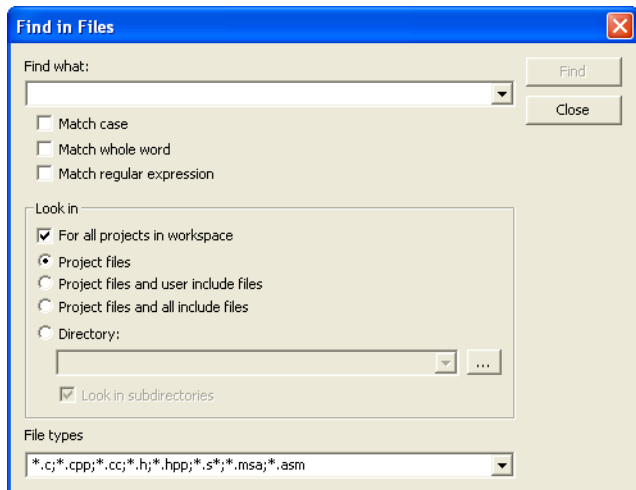 Find in Files
Find what:
Find
Close
Match case
Match whole word
Match regular expression
Look in
For all projects in workspace
Project files
Project files and user include files
Project files and all include files
Directory:
...
Look in subdirectories
File types
*.c;*.cpp;*.cc;*.h;*.hpp;*.s*;*.msa;*.asm